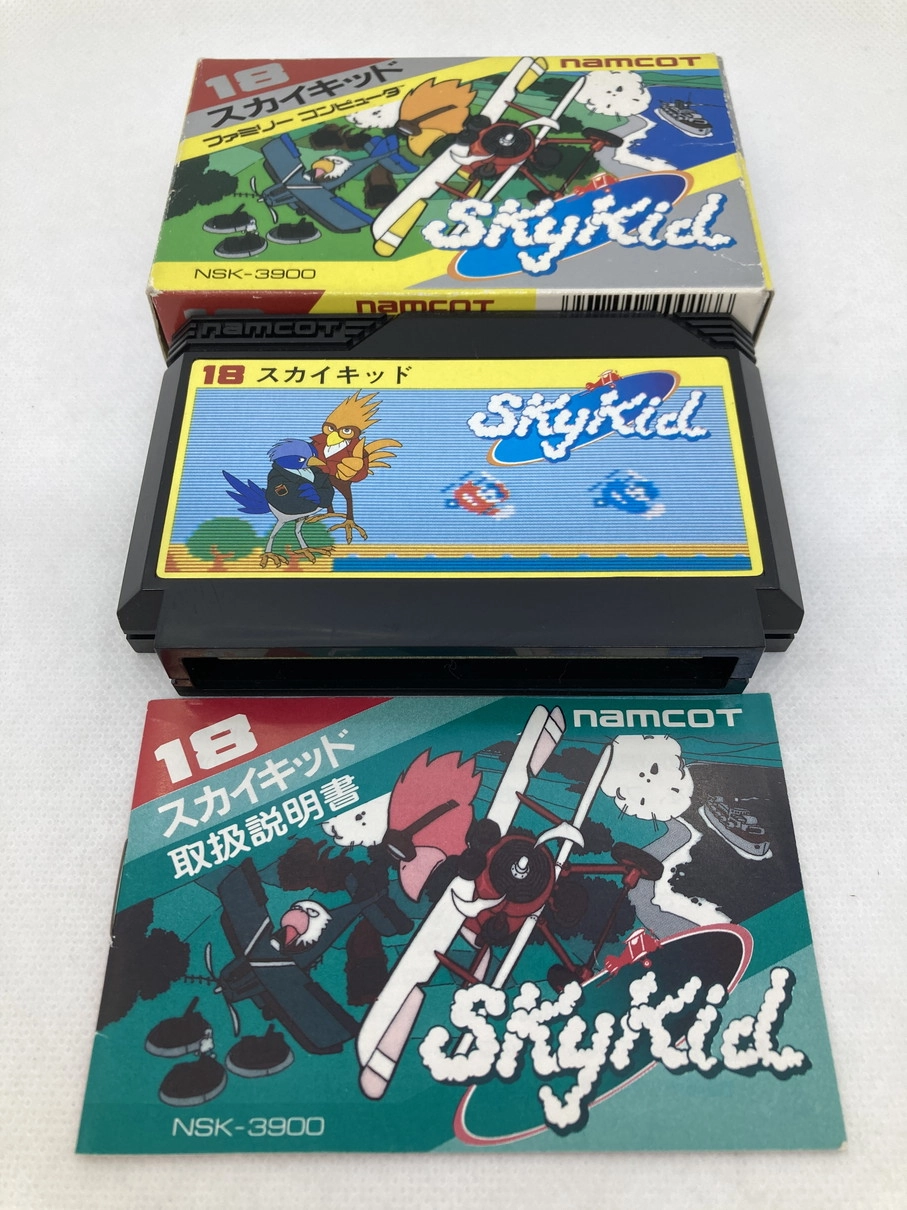 18
namcoT
スカイキッド
ファミリー コンピュータ
SKyKid
NSK-3900
namcoT
namcoT
18 スカイキッド
SKyKid
18
namcoT
スカイキッド
取扱説明書
SKyKid
NSK-3900